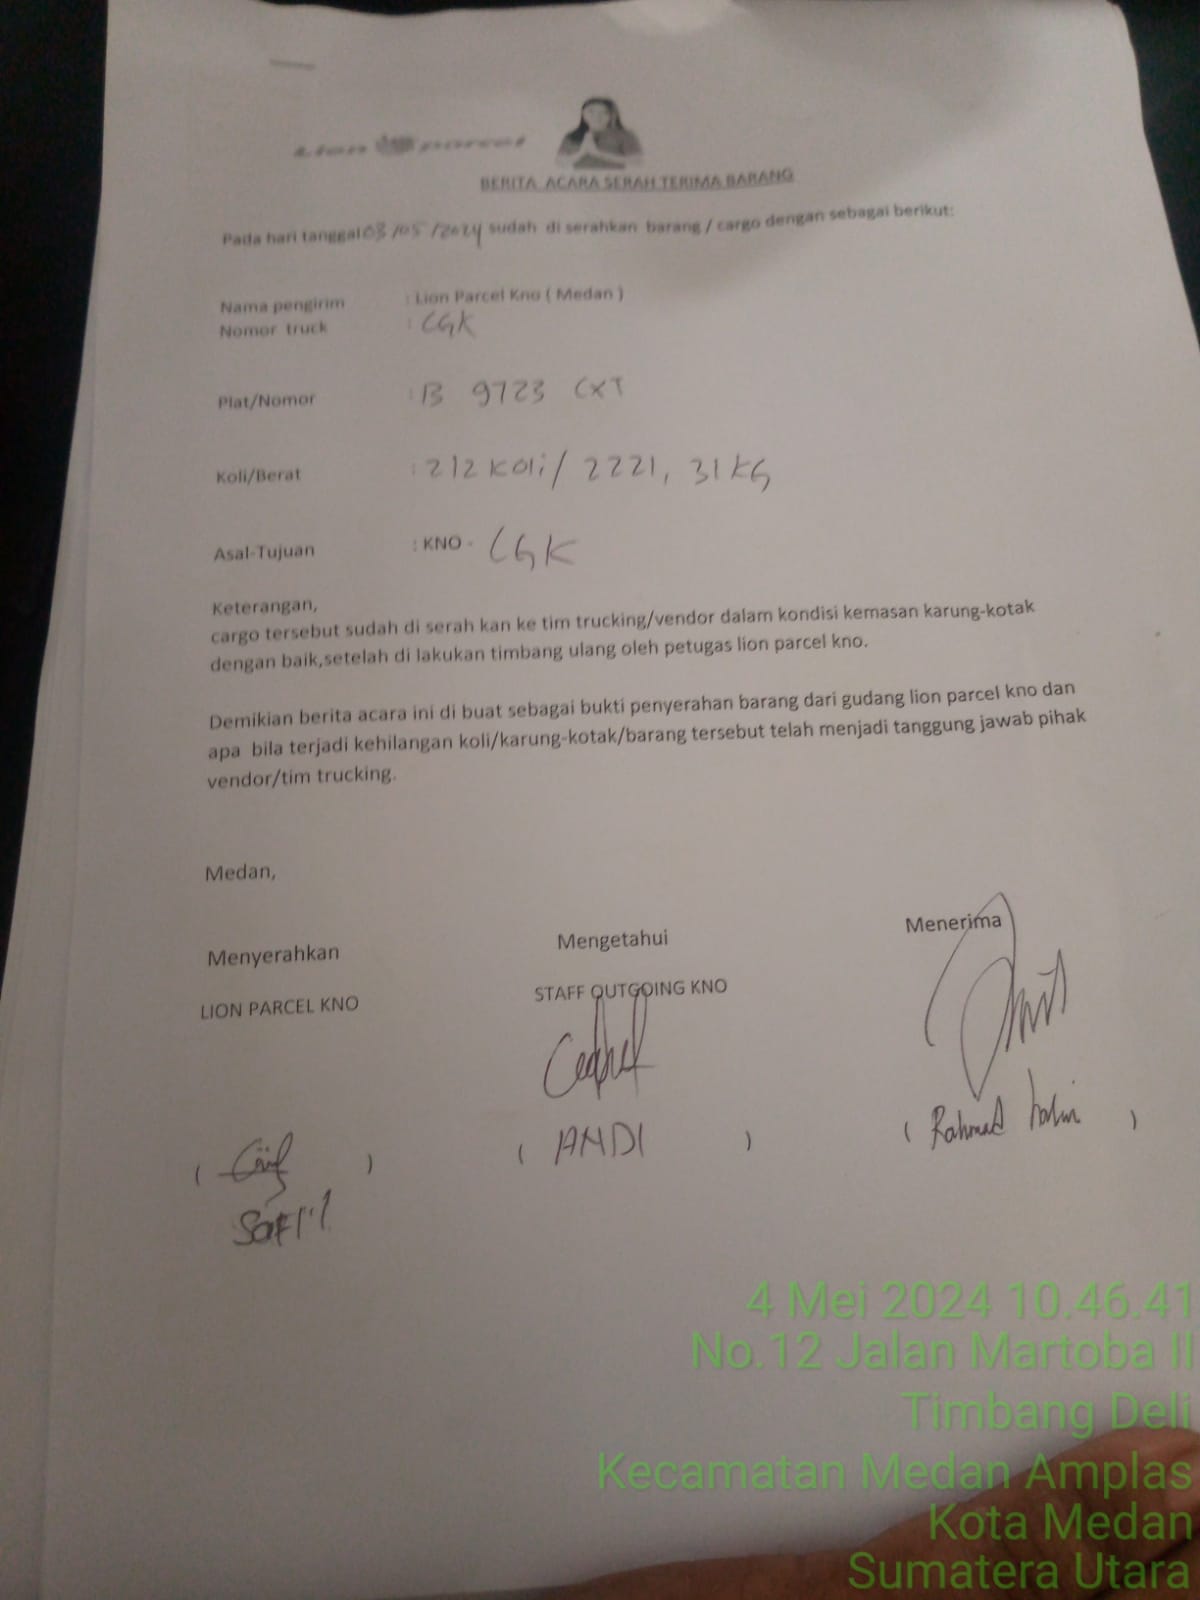 Lion parcel
BERITA ACARA SERAH TERIMA BARANG
Pada hari tanggal 03/05/2024 sudah di serahkan barang / cargo dengan sebagai berikut:
Nama pengirim : Lion Parcel Kno ( Medan )
Nomor truck : CGK
Plat/Nomor : B 9723 CXT
Koli/Berat : 212 Koli / 2221, 31 KG
Asal-Tujuan : KNO - CGK
Keterangan,
cargo tersebut sudah di serah kan ke tim trucking/vendor dalam kondisi kemasan karung-kotak
dengan baik,setelah di lakukan timbang ulang oleh petugas lion parcel kno.
Demikian berita acara ini di buat sebagai bukti penyerahan barang dari gudang lion parcel kno dan
apa bila terjadi kehilangan koli/karung-kotak/barang tersebut telah menjadi tanggung jawab pihak
vendor/tim trucking.
Medan,
Menyerahkan Mengetahui Menerima
LION PARCEL KNO STAFF OUTGOING KNO
( ) ( ANDI ) ( Rahmad )
4 Mei 2024 10.46.41
No.12 Jalan Martoba II
Timbang Deli
Kecamatan Medan Amplas
Kota Medan
Sumatera Utara